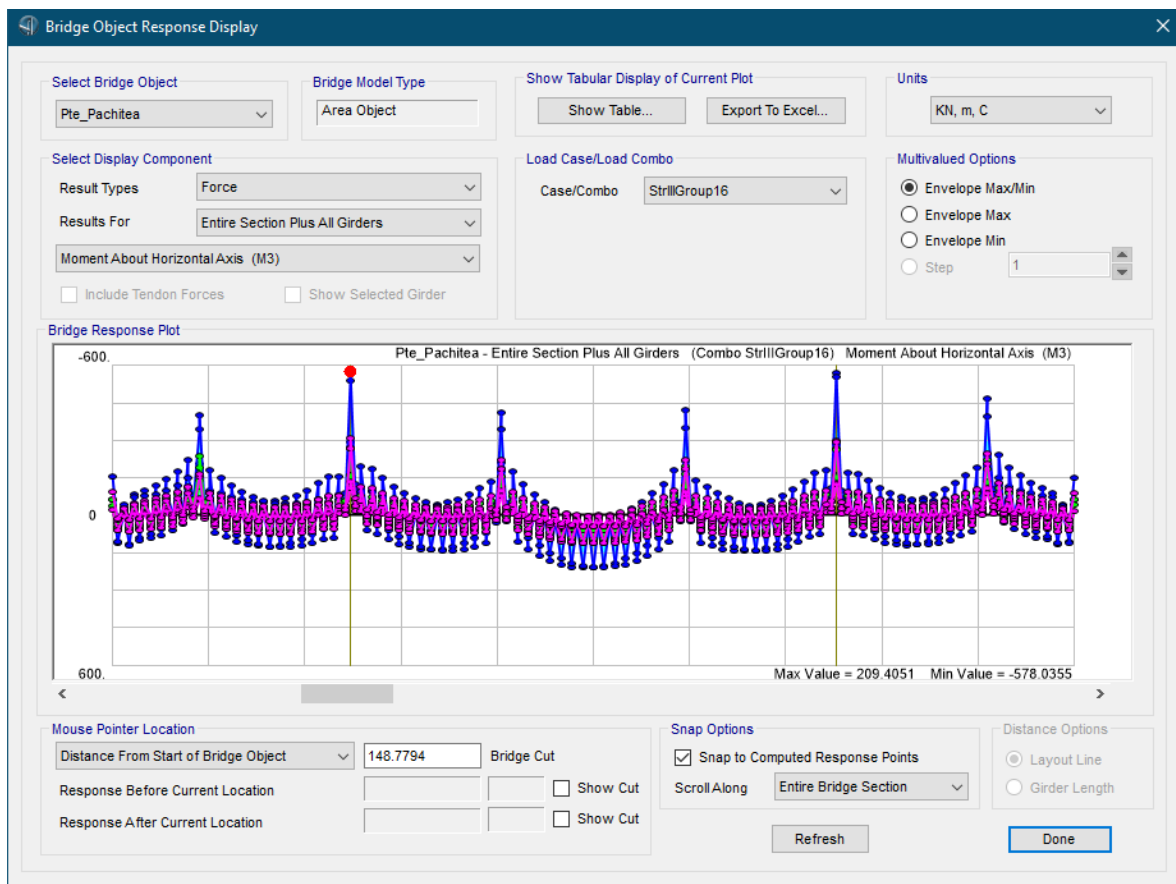 Bridge Object Response Display
Select Bridge Object
Pte_Pachitea
Bridge Model Type
Area Object
Show Tabular Display of Current Plot
Show Table...
Export To Excel...
Units
KN, m, C
Select Display Component
Result Types
Force
Results For
Entire Section Plus All Girders
Moment About Horizontal Axis (M3)
Include Tendon Forces
Show Selected Girder
Load Case/Load Combo
Case/Combo
StrIIIGroup16
Multivalued Options
Envelope Max/Min
Envelope Max
Envelope Min
Step
1
Bridge Response Plot
-600.
Pte_Pachitea - Entire Section Plus All Girders (Combo StrIIIGroup16) Moment About Horizontal Axis (M3)
0
600.
Max Value = 209.4051 Min Value = -578.0355
Mouse Pointer Location
Distance From Start of Bridge Object
148.7794
Bridge Cut
Response Before Current Location
Show Cut
Response After Current Location
Show Cut
Snap Options
Snap to Computed Response Points
Scroll Along
Entire Bridge Section
Distance Options
Layout Line
Girder Length
Refresh
Done